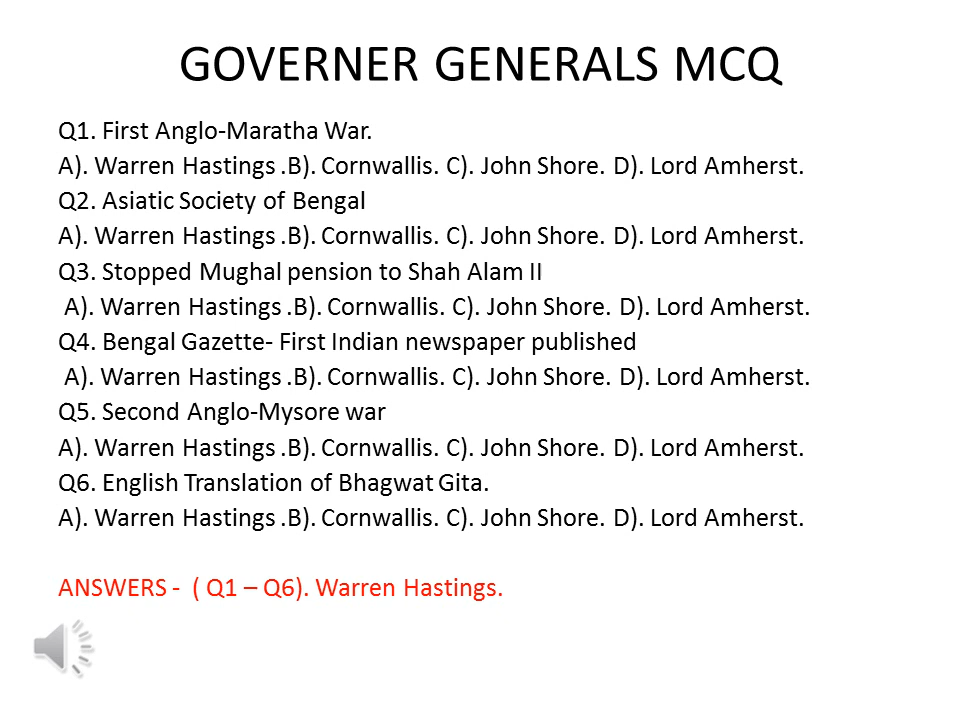 GOVERNER GENERALS MCQ
Q1. First Anglo-Maratha War.
A). Warren Hastings .B). Cornwallis. C). John Shore. D). Lord Amherst.
Q2. Asiatic Society of Bengal
A). Warren Hastings .B). Cornwallis. C). John Shore. D). Lord Amherst.
Q3. Stopped Mughal pension to Shah Alam II
A). Warren Hastings .B). Cornwallis. C). John Shore. D). Lord Amherst.
Q4. Bengal Gazette- First Indian newspaper published
A). Warren Hastings .B). Cornwallis. C). John Shore. D). Lord Amherst.
Q5. Second Anglo-Mysore war
A). Warren Hastings .B). Cornwallis. C). John Shore. D). Lord Amherst.
Q6. English Translation of Bhagwat Gita.
A). Warren Hastings .B). Cornwallis. C). John Shore. D). Lord Amherst.
ANSWERS - ( Q1 – Q6). Warren Hastings.